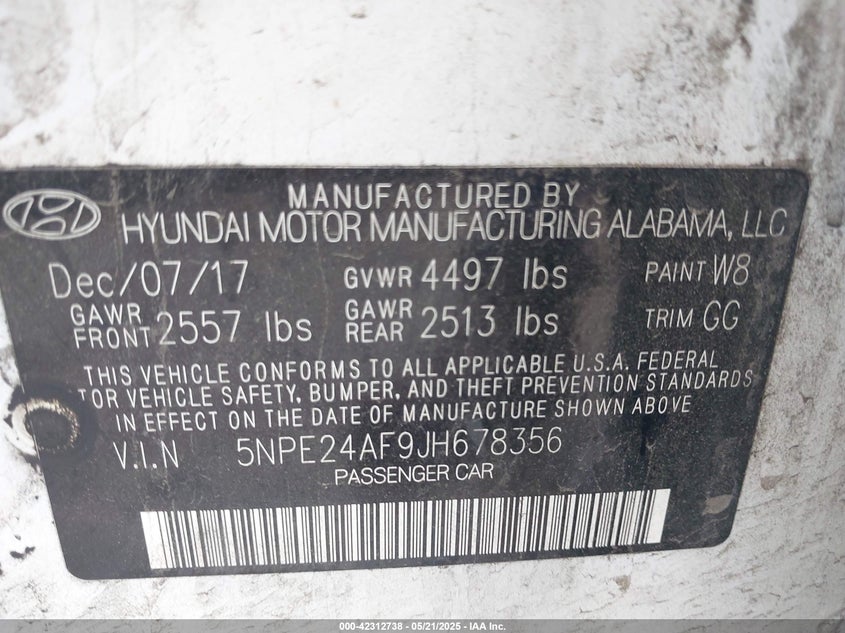 MANUFACTURED BY
HYUNDAI MOTOR MANUFACTURING ALABAMA, LLC
Dec/07/17 GVWR 4497 lbs PAINT W8
GAWR FRONT 2557 lbs GAWR REAR 2513 lbs TRIM GG
THIS VEHICLE CONFORMS TO ALL APPLICABLE U.S.A. FEDERAL
TOR VEHICLE SAFETY, BUMPER, AND THEFT PREVENTION STANDARDS
IN EFFECT ON THE DATE OF MANUFACTURE SHOWN ABOVE
V.I.N 5NPE24AF9JH678356
PASSENGER CAR
000-42312738 - 05/21/2025 - IAA Inc.